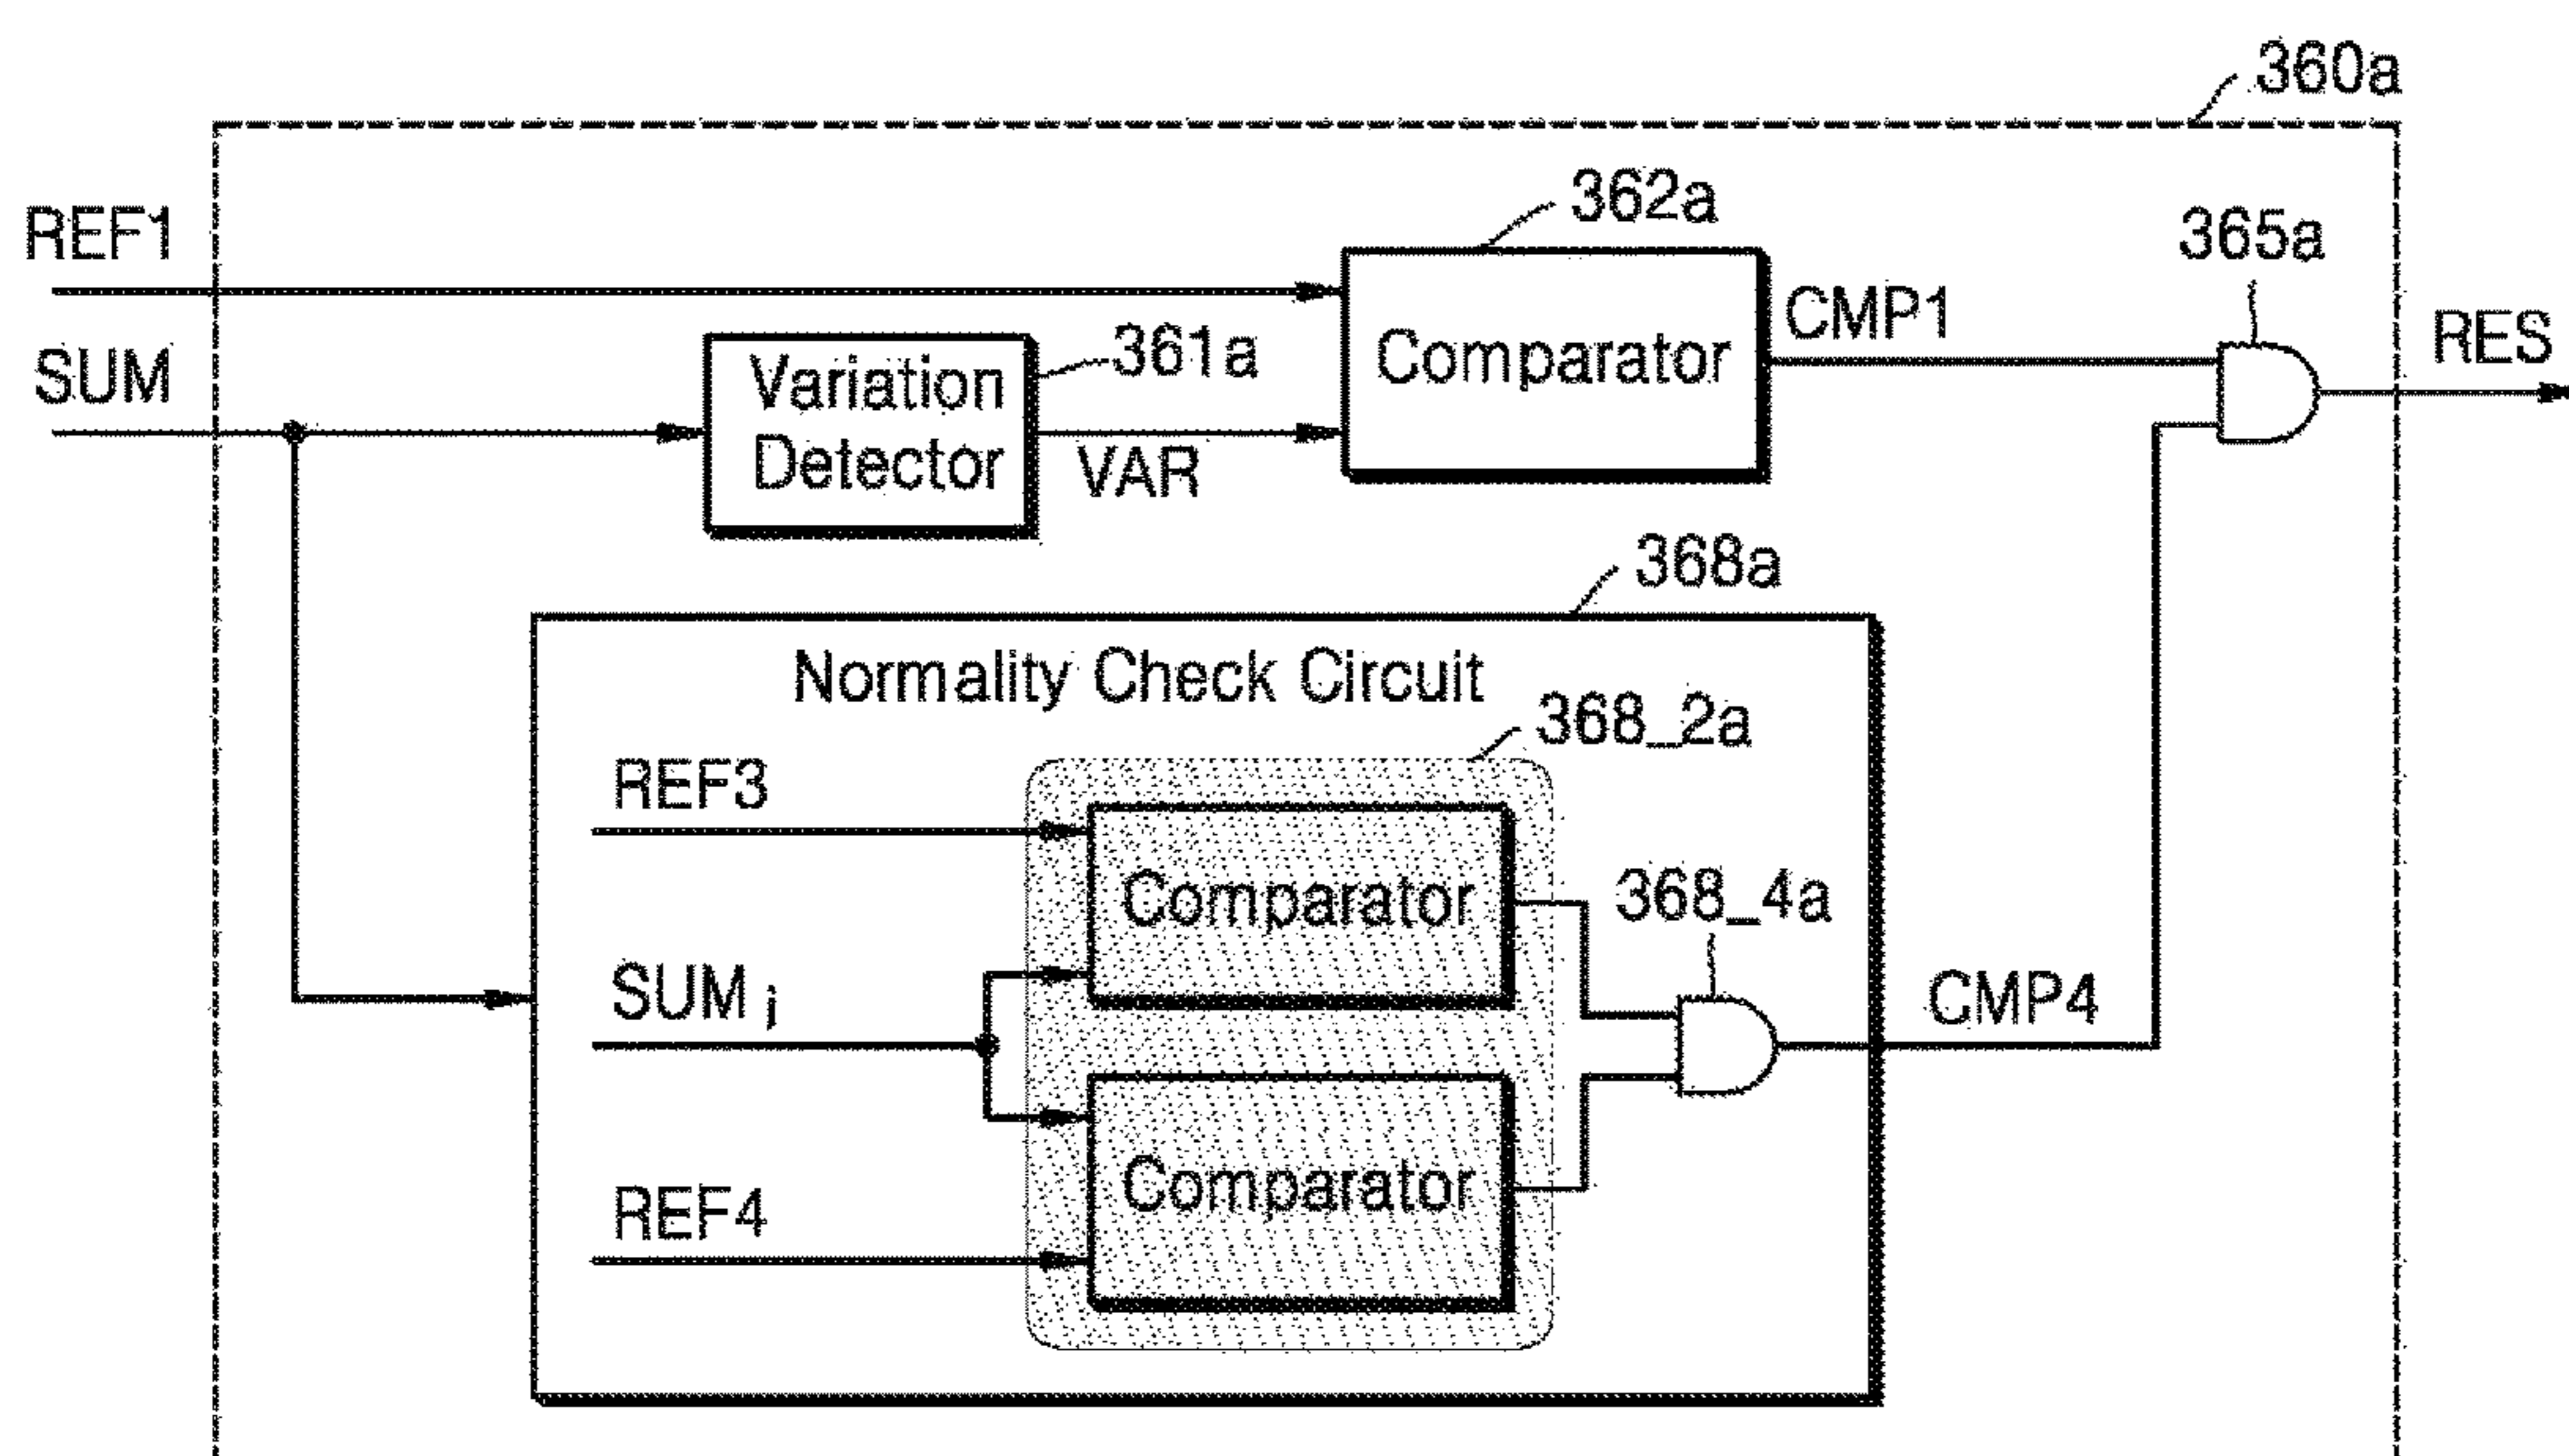 360a
362a
365a
REF1
CMP1
RES
SUM
Variation
Detector
361a
Comparator
VAR
368a
Normality Check Circuit
368_2a
REF3
Comparator
368_4a
SUM i
CMP4
Comparator
REF4